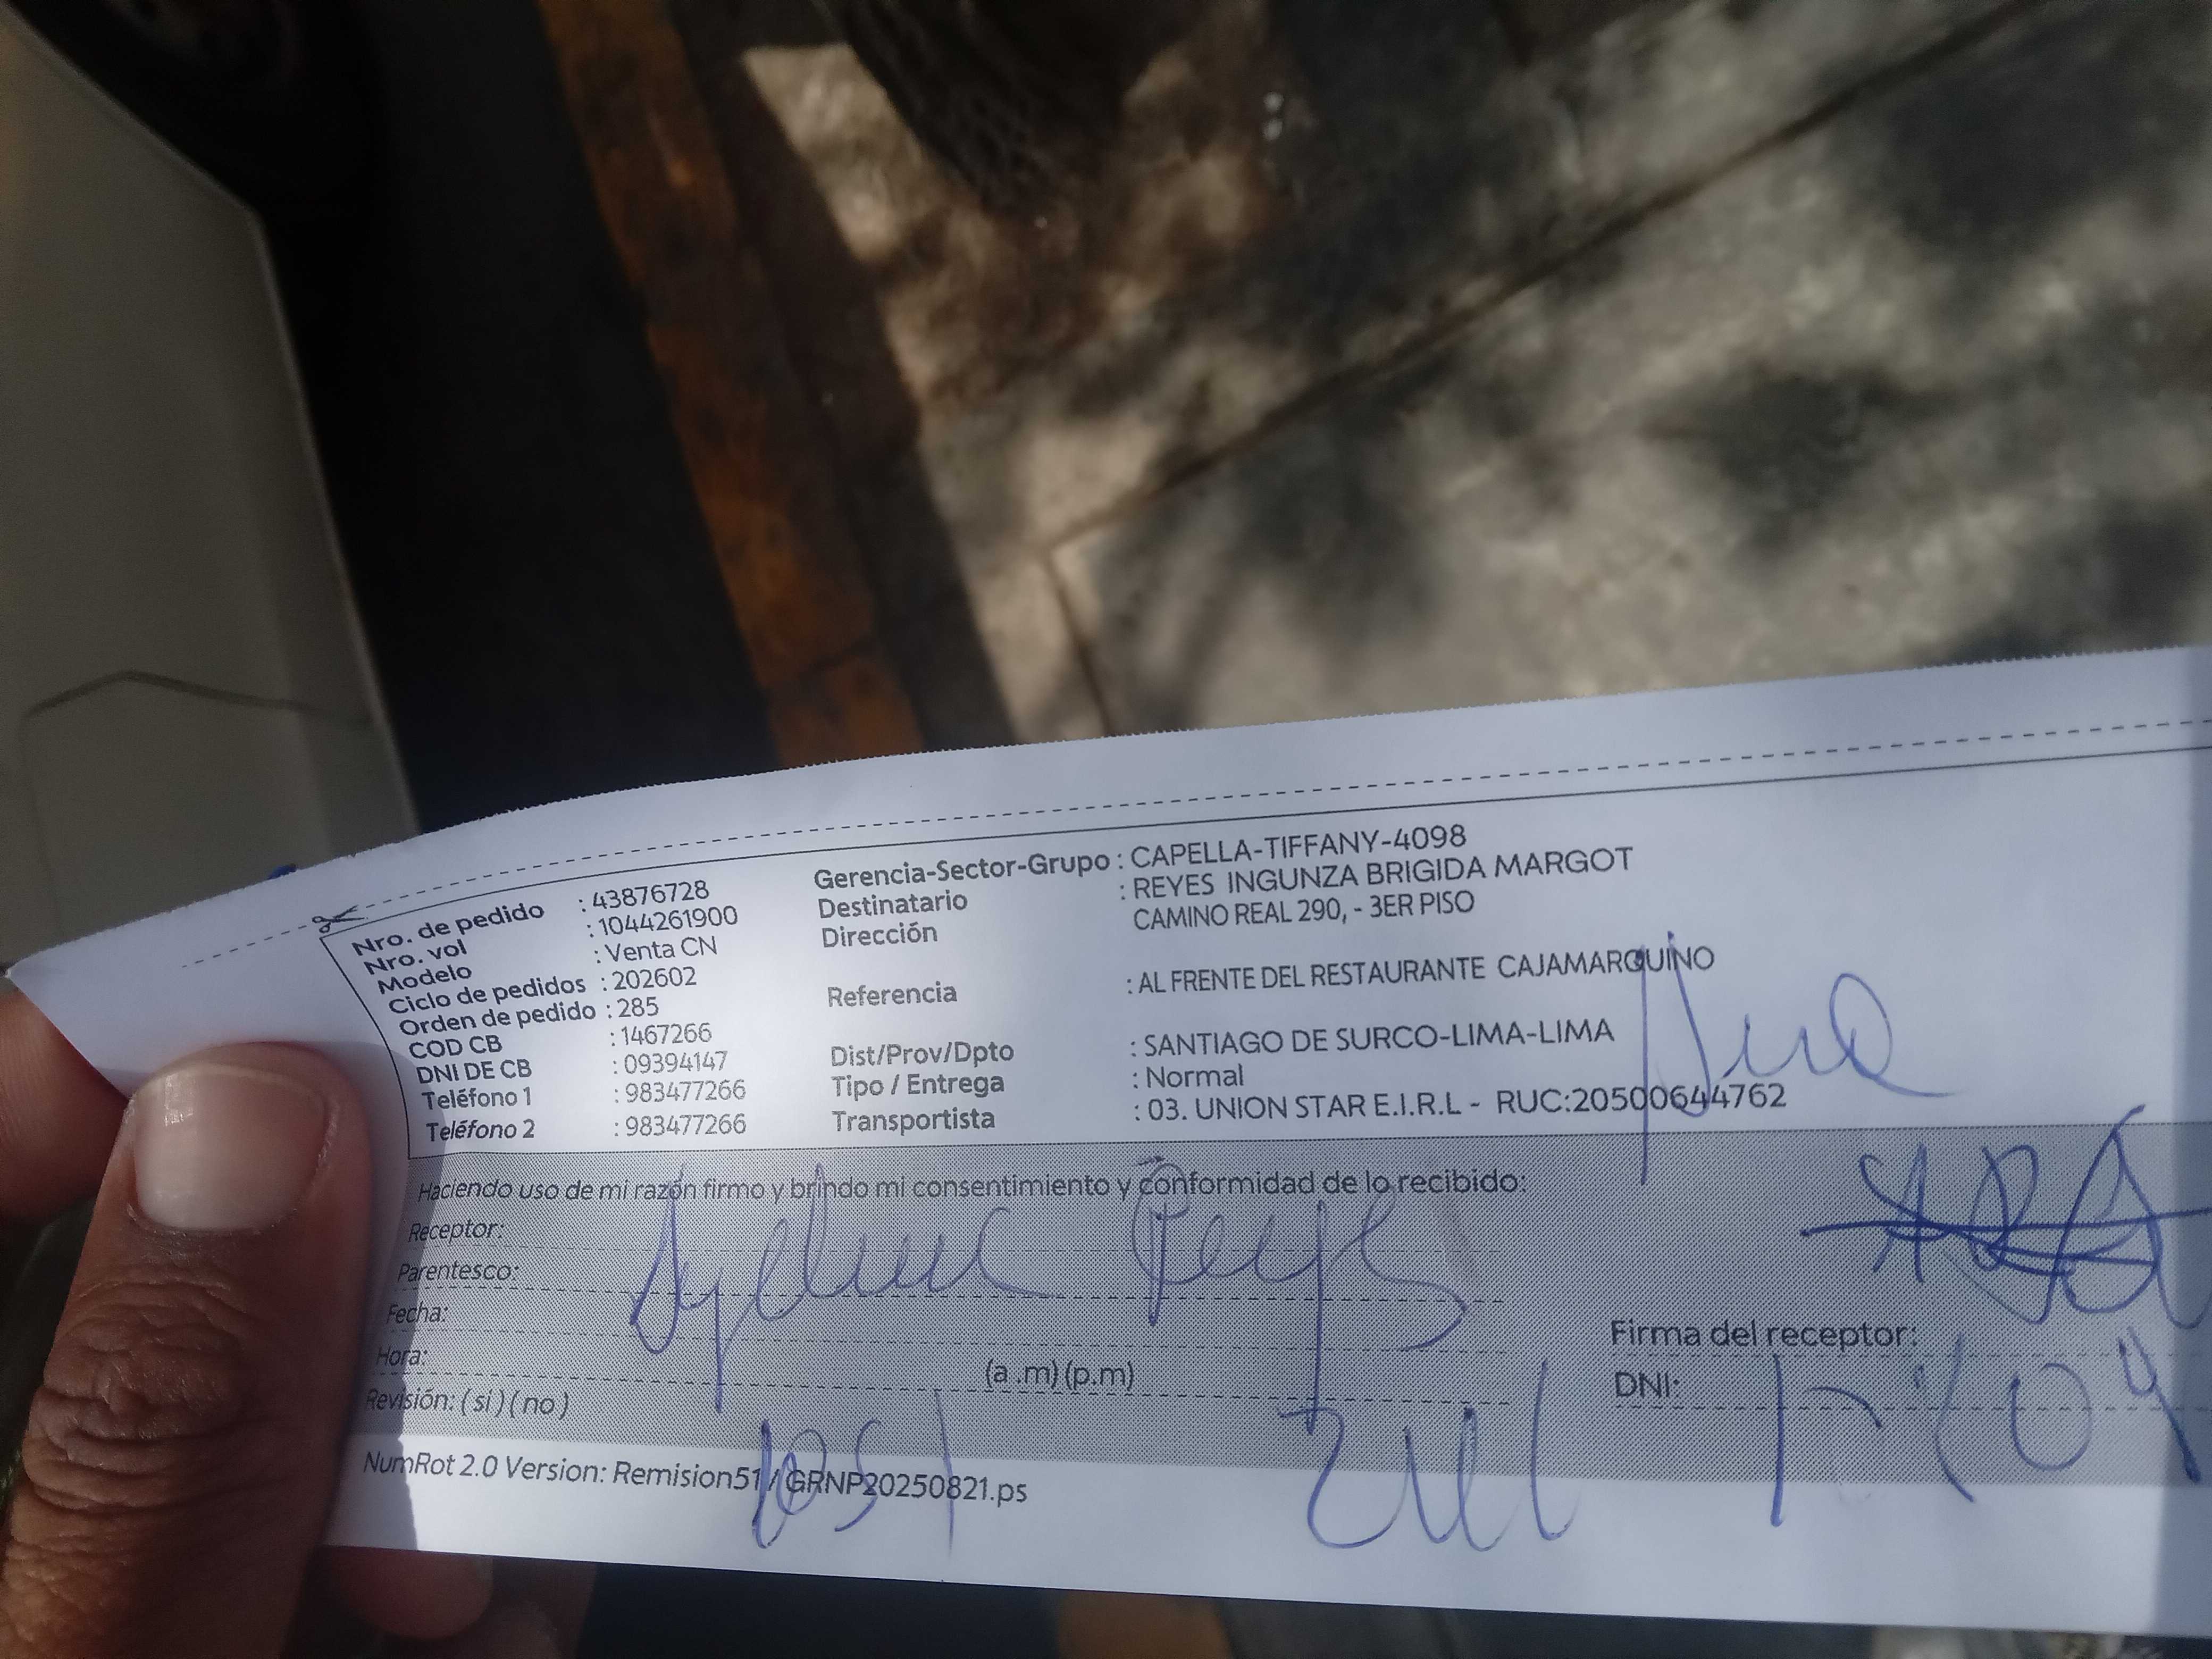 Nro. de pedido : 43876728
Nro. vol : 1044261900
Modelo : Venta CN
Ciclo de pedidos : 202602
Orden de pedido : 285
COD CB : 1467266
DNI DE CB : 09394147
Teléfono 1 : 983477266
Teléfono 2 : 983477266
Gerencia-Sector-Grupo : CAPELLA-TIFFANY-4098
Destinatario : REYES INGUNZA BRIGIDA MARGOT
Dirección CAMINO REAL 290, - 3ER PISO
Referencia : AL FRENTE DEL RESTAURANTE CAJAMARQUINO
Dist/Prov/Dpto : SANTIAGO DE SURCO-LIMA-LIMA
Tipo / Entrega : Normal
Transportista : 03. UNION STAR E.I.R.L - RUC:20500644762
Haciendo uso de mi razón firmo y brindo mi consentimiento y conformidad de lo recibido:
Receptor:
Parentesco:
Fecha:
Hora: (a .m) (p.m)
Revisión: ( si ) ( no )
Firma del receptor:
DNI:
NumRot 2.0 Version: Remision51 / GRNP20250821.ps